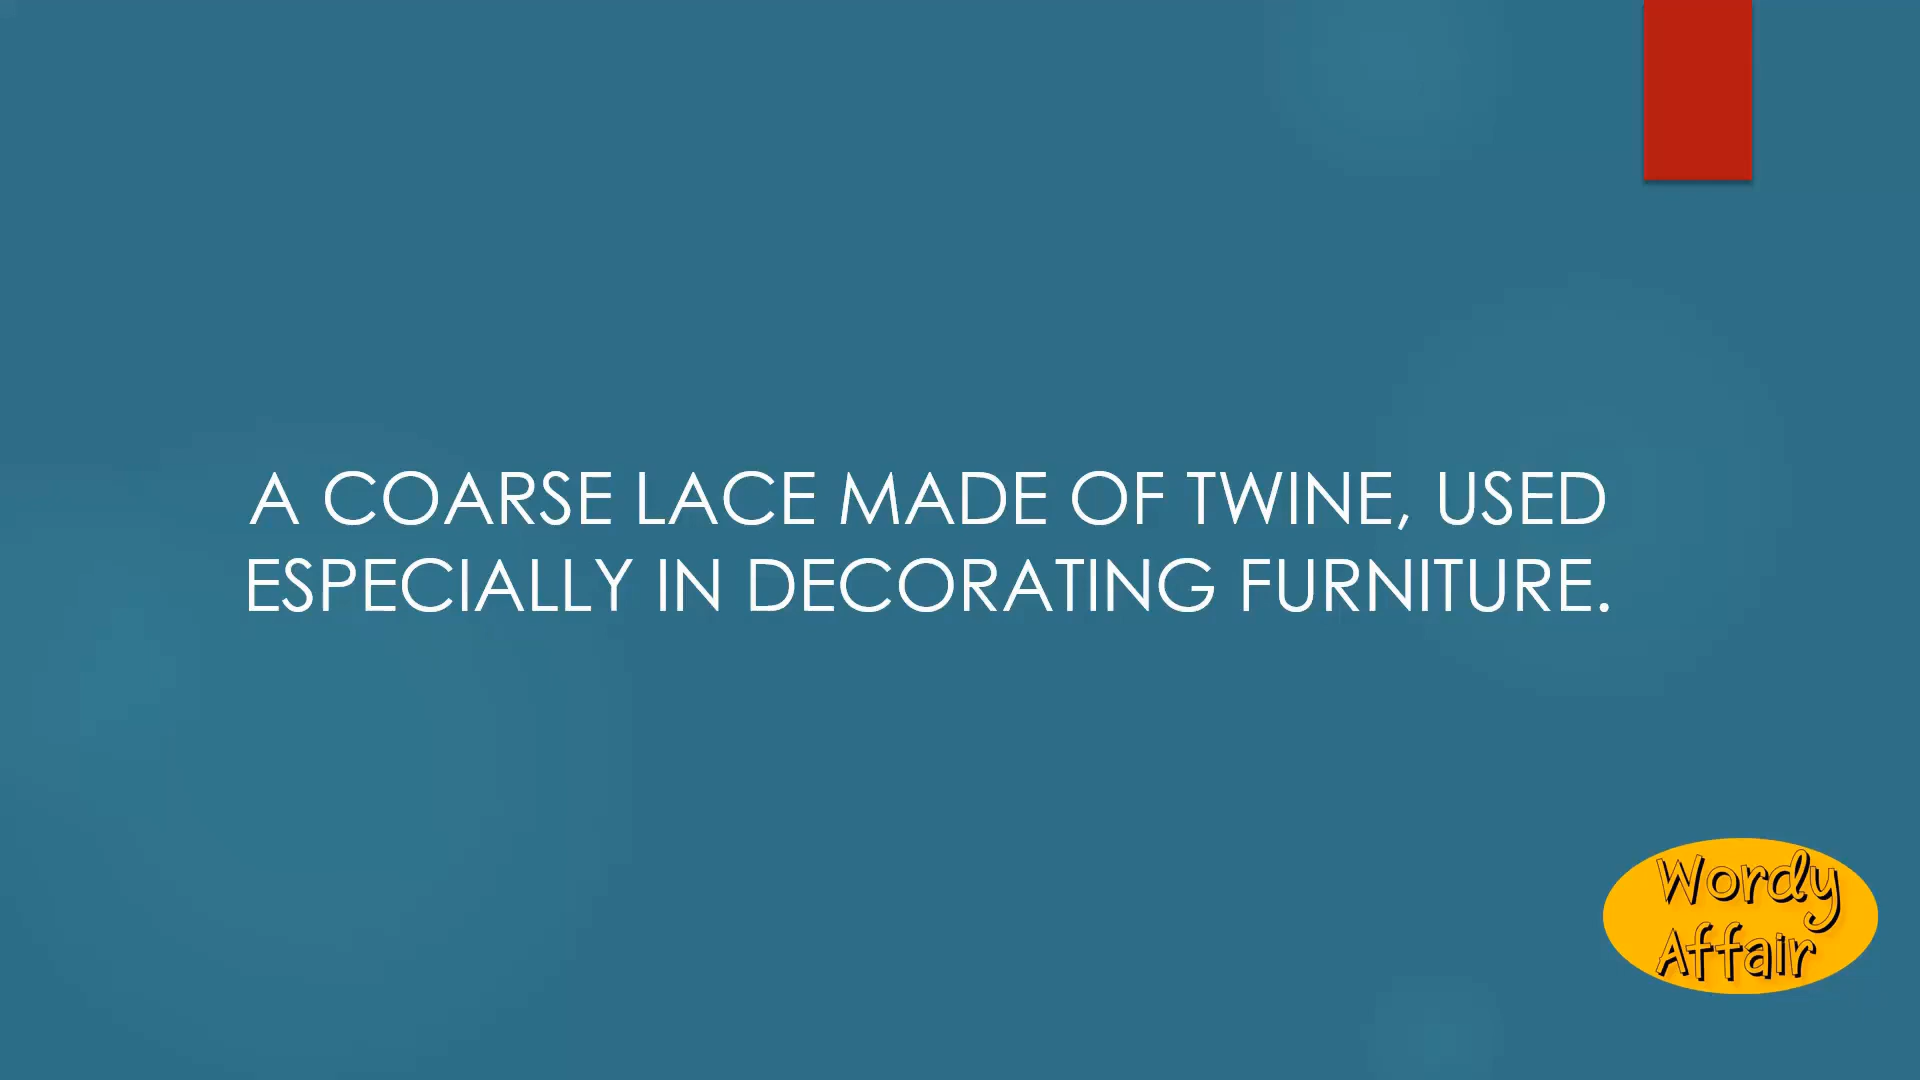 A COARSE LACE MADE OF TWINE, USED
ESPECIALLY IN DECORATING FURNITURE.
Wordy
Affair